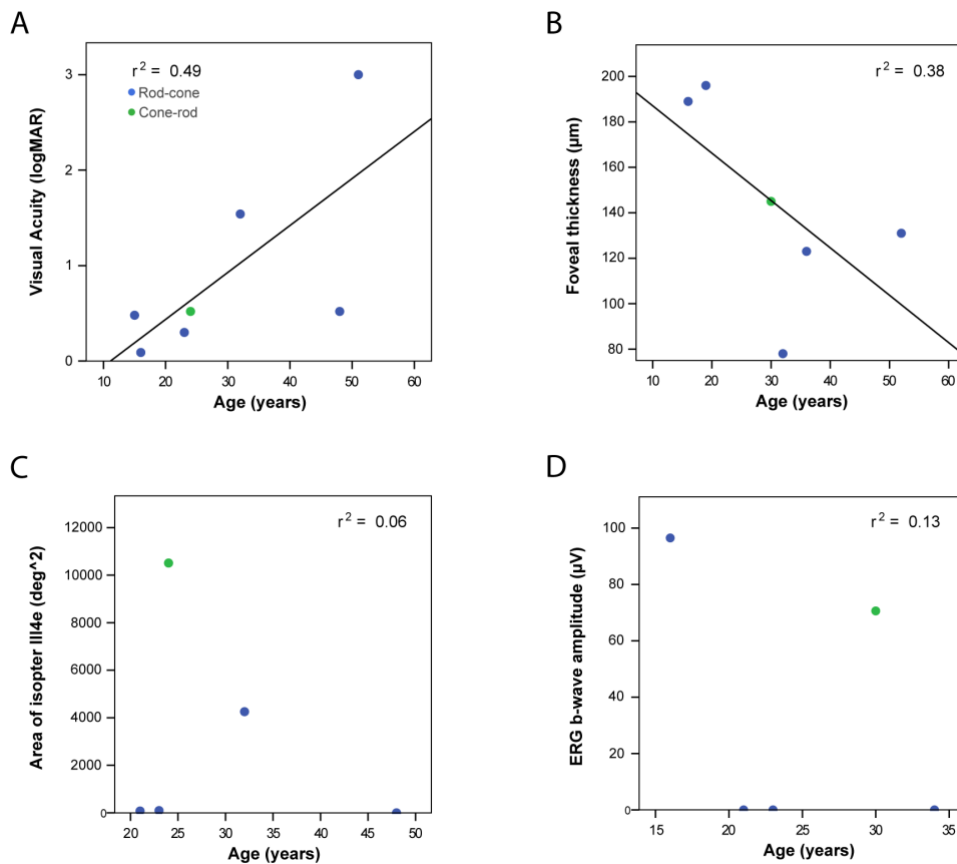 A
r² = 0.49
Rod-cone
Cone-rod
3
2
1
0
Visual Acuity (logMAR)
10 20 30 40 50 60
Age (years)
B
r² = 0.38
200
180
160
140
120
100
80
Foveal thickness (µm)
10 20 30 40 50 60
Age (years)
C
r² = 0.06
12000
10000
8000
6000
4000
2000
0
Area of isopter III4e (deg^2)
20 25 30 35 40 45 50
Age (years)
D
r² = 0.13
100
80
60
40
20
0
ERG b-wave amplitude (µV)
15 20 25 30 35
Age (years)